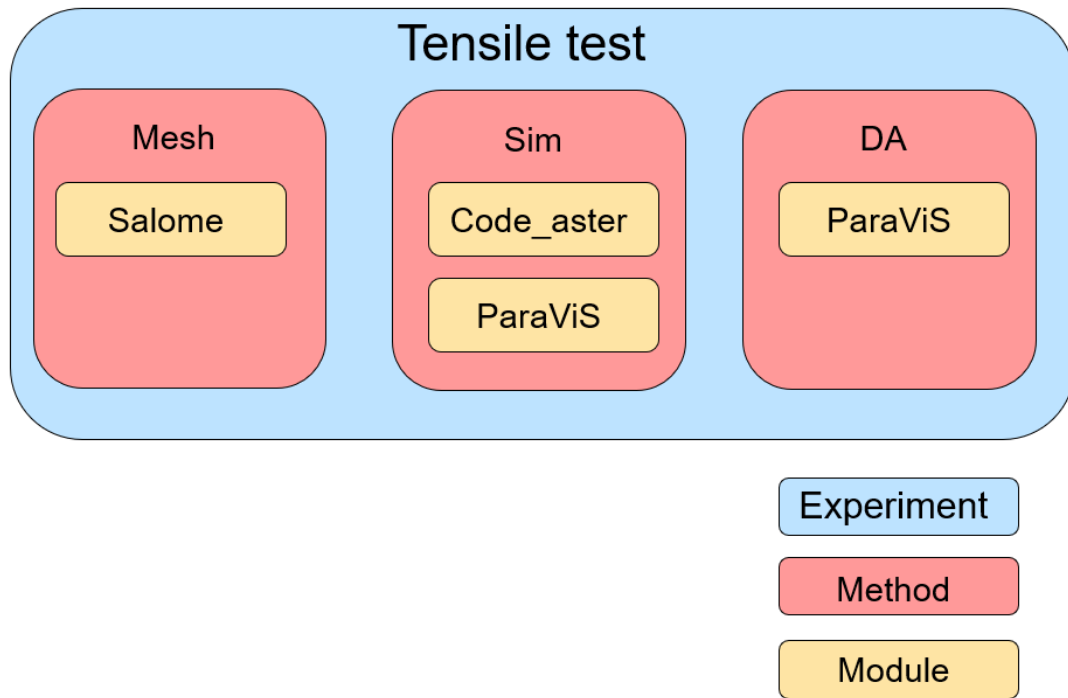 Tensile test
Mesh
Salome
Sim
Code_aster
ParaViS
DA
ParaViS
Experiment
Method
Module